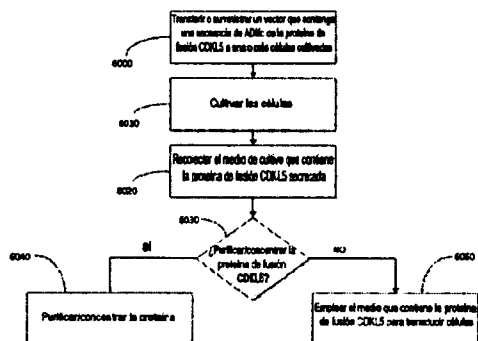 Transferir o suministrar un vector que contenga
una secuencia de ADNc de la proteína de
fusión CDKL5 a una o más células cultivadas
6000
Cultivar las células
6010
Recolectar el medio de cultivo que contiene
la proteína de fusión CDKL5 secretada
6020
6030
¿Purificar/concentrar la
proteína de fusión
CDKL5?
sí
NO
6040
6050
Purificar/concentrar la proteína
Emplear el medio que contiene la proteína
de fusión CDKL5 para transducir células